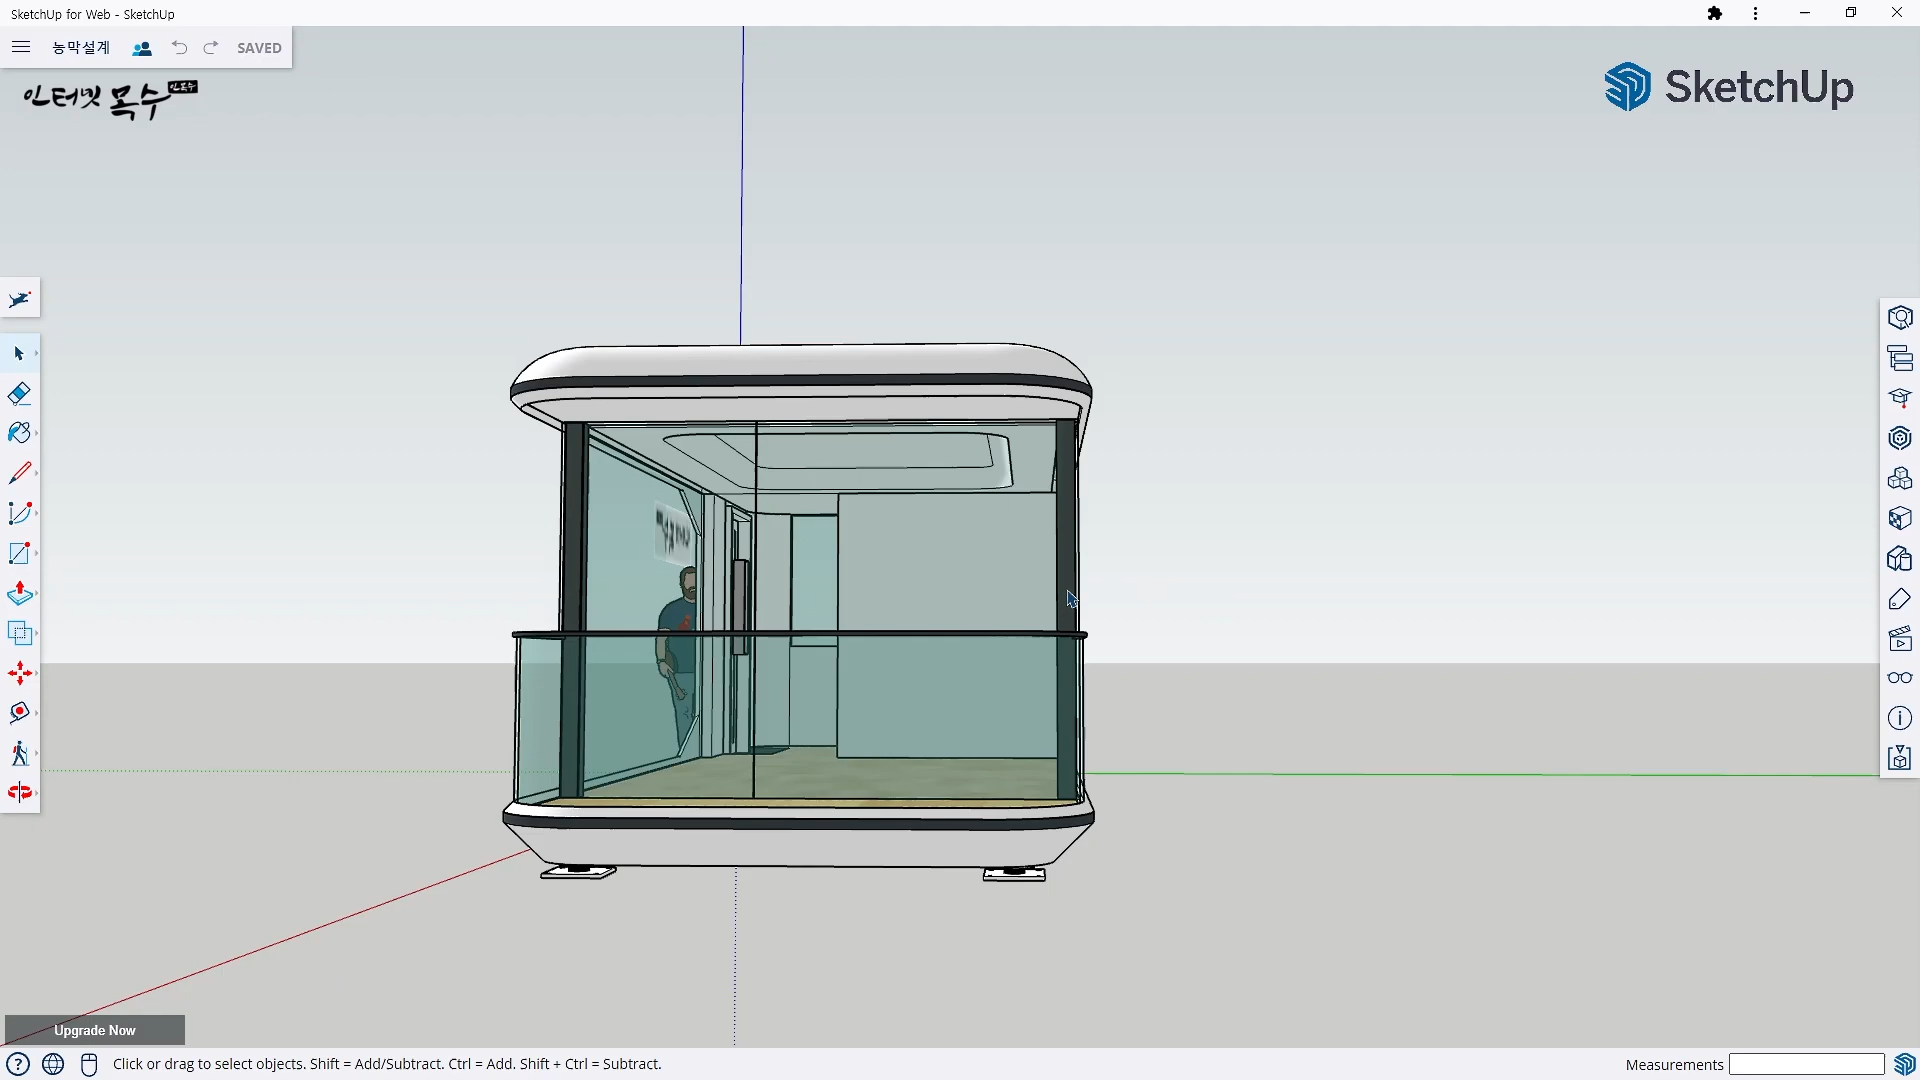 SketchUp for Web - SketchUp
농막설계
SAVED
인터넷 목수
SketchUp
Upgrade Now
Click or drag to select objects. Shift = Add/Subtract. Ctrl = Add. Shift + Ctrl = Subtract.
Measurements